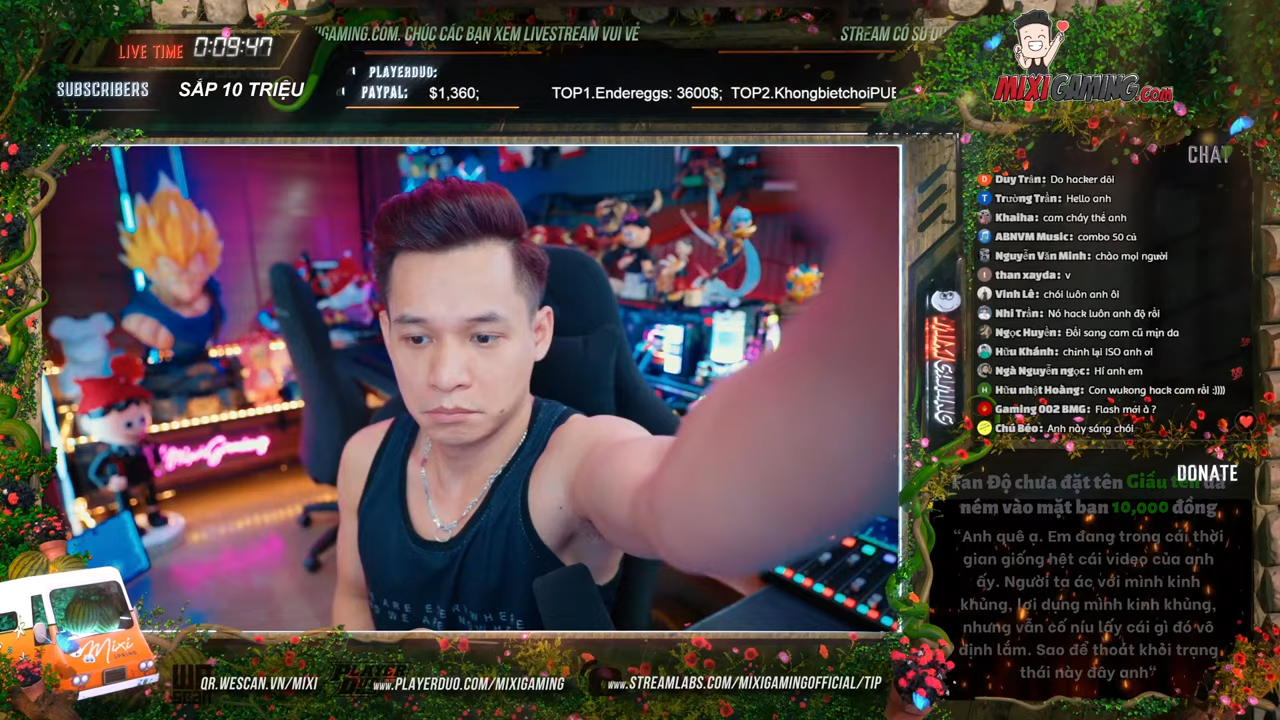 IGAMING.COM. CHÚC CÁC BẠN XEM LIVESTREAM VUI VẺ
STREAM CÓ SỬ DỤ
LIVE TIME 0:09:47
SUBSCRIBERS SẮP 10 TRIỆU
PLAYERDUO:
PAYPAL: $1,360; TOP1.Endereggs: 3600$; TOP2.KhongbietchoiPUB
MIXIGAMING.COM
CHAT
Duy Trần: Do hacker dõi
Trường Trần: Hello anh
Khaiha: cam cháy thế anh
ABNVM Music: combo 50 củ
Nguyễn Văn Minh: chào mọi người
than xayda: v
Vinh Lê: chói luôn anh ôi
Nhi Trần: Nó hack luôn anh độ rồi
Ngọc Huyền: Đổi sang cam cũ mịn da
Hữu Khánh: chỉnh lại ISO anh ơi
Ngà Nguyễn ngọc: Hí anh em
Hữu nhật Hoàng: Con wukong hack cam rồi :))))
Gaming 002 BMG: Flash mới à ?
Chú Béo: Anh này sáng chói
MixiGaming
DONATE
Fan Độ chưa đặt tên Giấu tên đã
ném vào mặt bạn 10,000 đồng
“Anh quê ạ. Em đang trong cái thời
gian giống hệt cái video của anh
ấy. Người ta ác với mình kinh
khủng, lợi dụng mình kinh khủng,
nhưng vẫn cố níu lấy cái gì đó vô
định lắm. Sao để thoát khỏi trạng
thái này đây anh“
Mixi
QR.WESCAN.VN/MIXI
WWW.PLAYERDUO.COM/MIXIGAMING
WWW.STREAMLABS.COM/MIXIGAMINGOFFICIAL/TIP